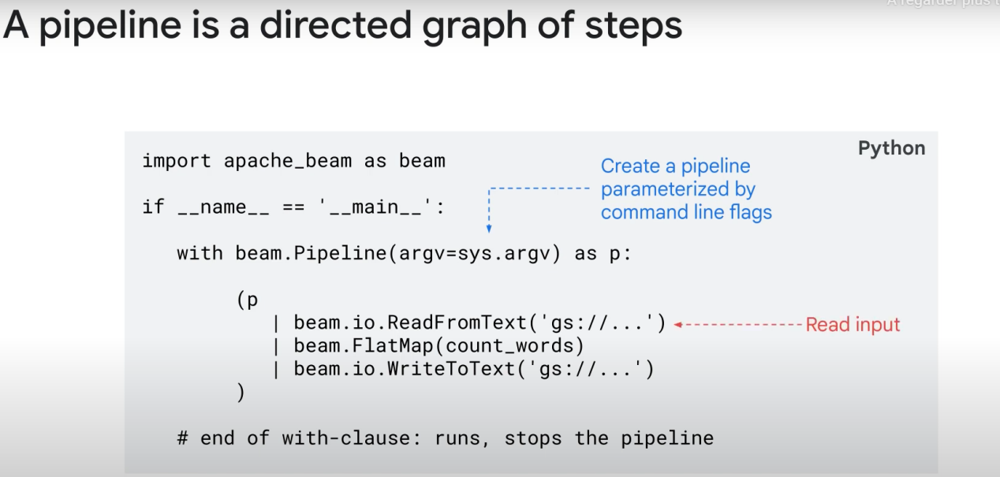 A regarder plus t
A pipeline is a directed graph of steps
Python
import apache_beam as beam
Create a pipeline
parameterized by
command line flags
if __name__ == '__main__':
with beam.Pipeline(argv=sys.argv) as p:
(p
| beam.io.ReadFromText('gs://...')
Read input
| beam.FlatMap(count_words)
| beam.io.WriteToText('gs://...')
)
# end of with-clause: runs, stops the pipeline